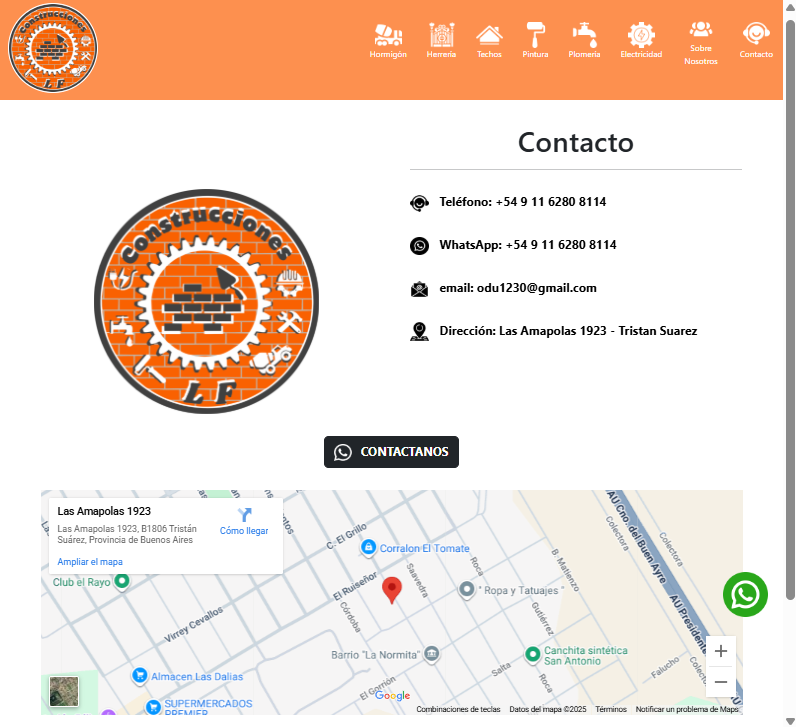 Construcciones
LF
Hormigón
Herrería
Techos
Pintura
Plomería
Electricidad
Sobre
Nosotros
Contacto
Contacto
Construcciones
LF
Teléfono: +54 9 11 6280 8114
WhatsApp: +54 9 11 6280 8114
email: odu1230@gmail.com
Dirección: Las Amapolas 1923 - Tristan Suarez
CONTACTANOS
Las Amapolas 1923
Las Amapolas 1923, B1806 Tristán
Suárez, Provincia de Buenos Aires
Cómo llegar
Ampliar el mapa
AU Cno. del Buen Ayre
Colectora
Colectora
C. El Grillo
Corralon El Tomate
Roca
B. Matienzo
Club el Rayo
El Ruiseñor
Saavedra
" Ropa y Tatuajes "
AU Presidente
Córdoba
Gutiérrez
Virrey Cevallos
Barrio "La Normita"
Canchita sintética
San Antonio
Salta
Falucho
Almacen Las Dalias
El Gorrión
Roca
SUPERMERCADOS
PREMIER
Google
Combinaciones de teclas
Datos del mapa ©2025
Términos
Notificar un problema de Maps